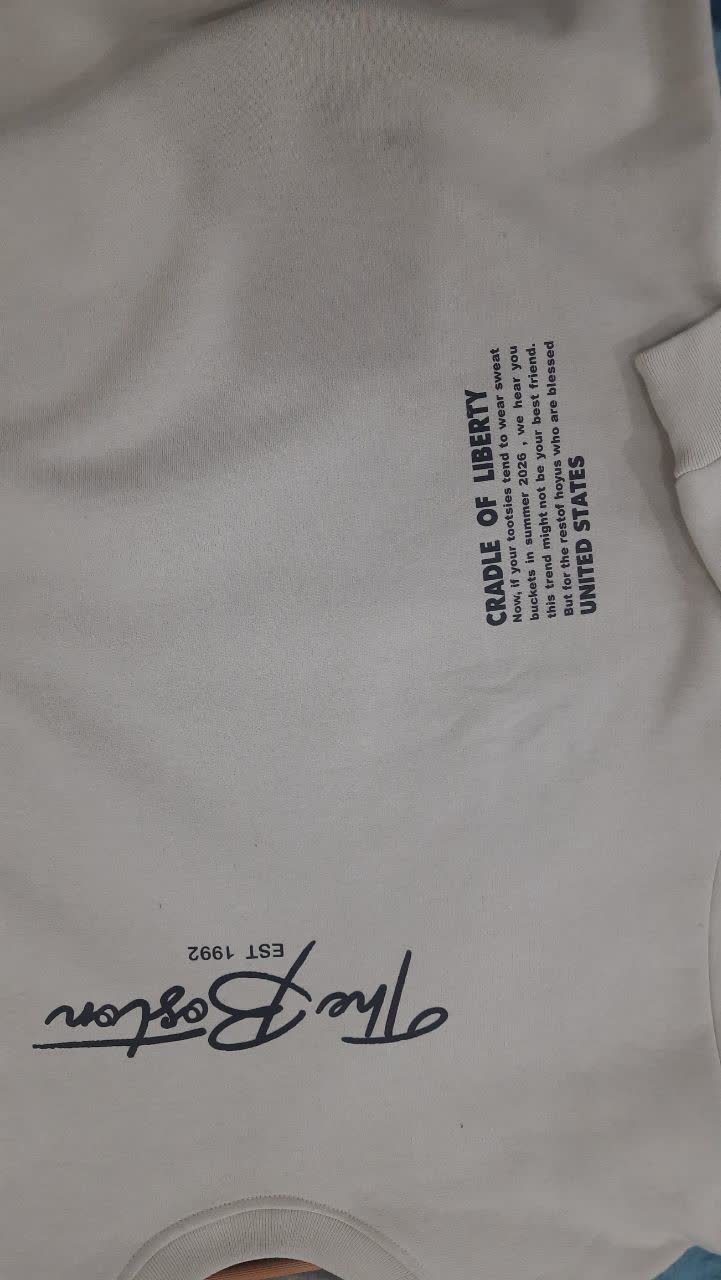 The Boston
EST 1992
CRADLE OF LIBERTY
Now, if your tootsies tend to wear sweat
buckets in summer 2026 , we hear you
this trend might not be your best friend.
But for the restof hoyus who are blessed
UNITED STATES